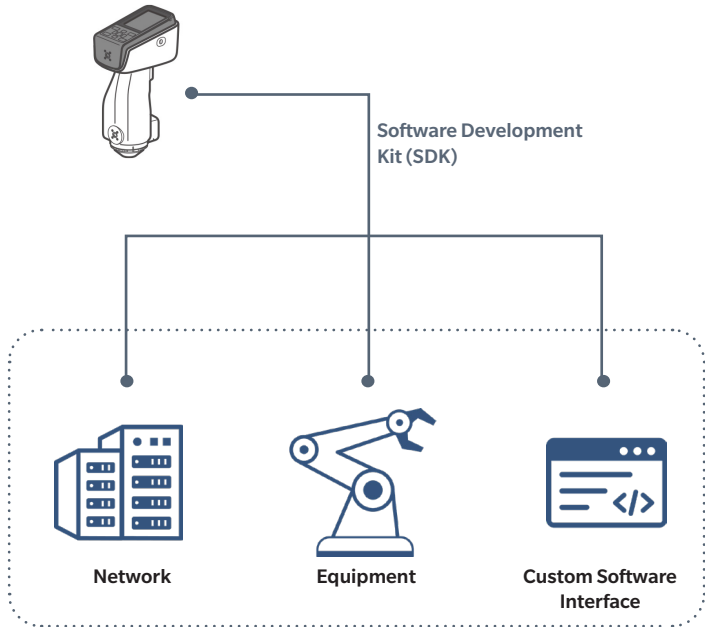 Software Development
Kit (SDK)
</>
Network
Equipment
Custom Software
Interface